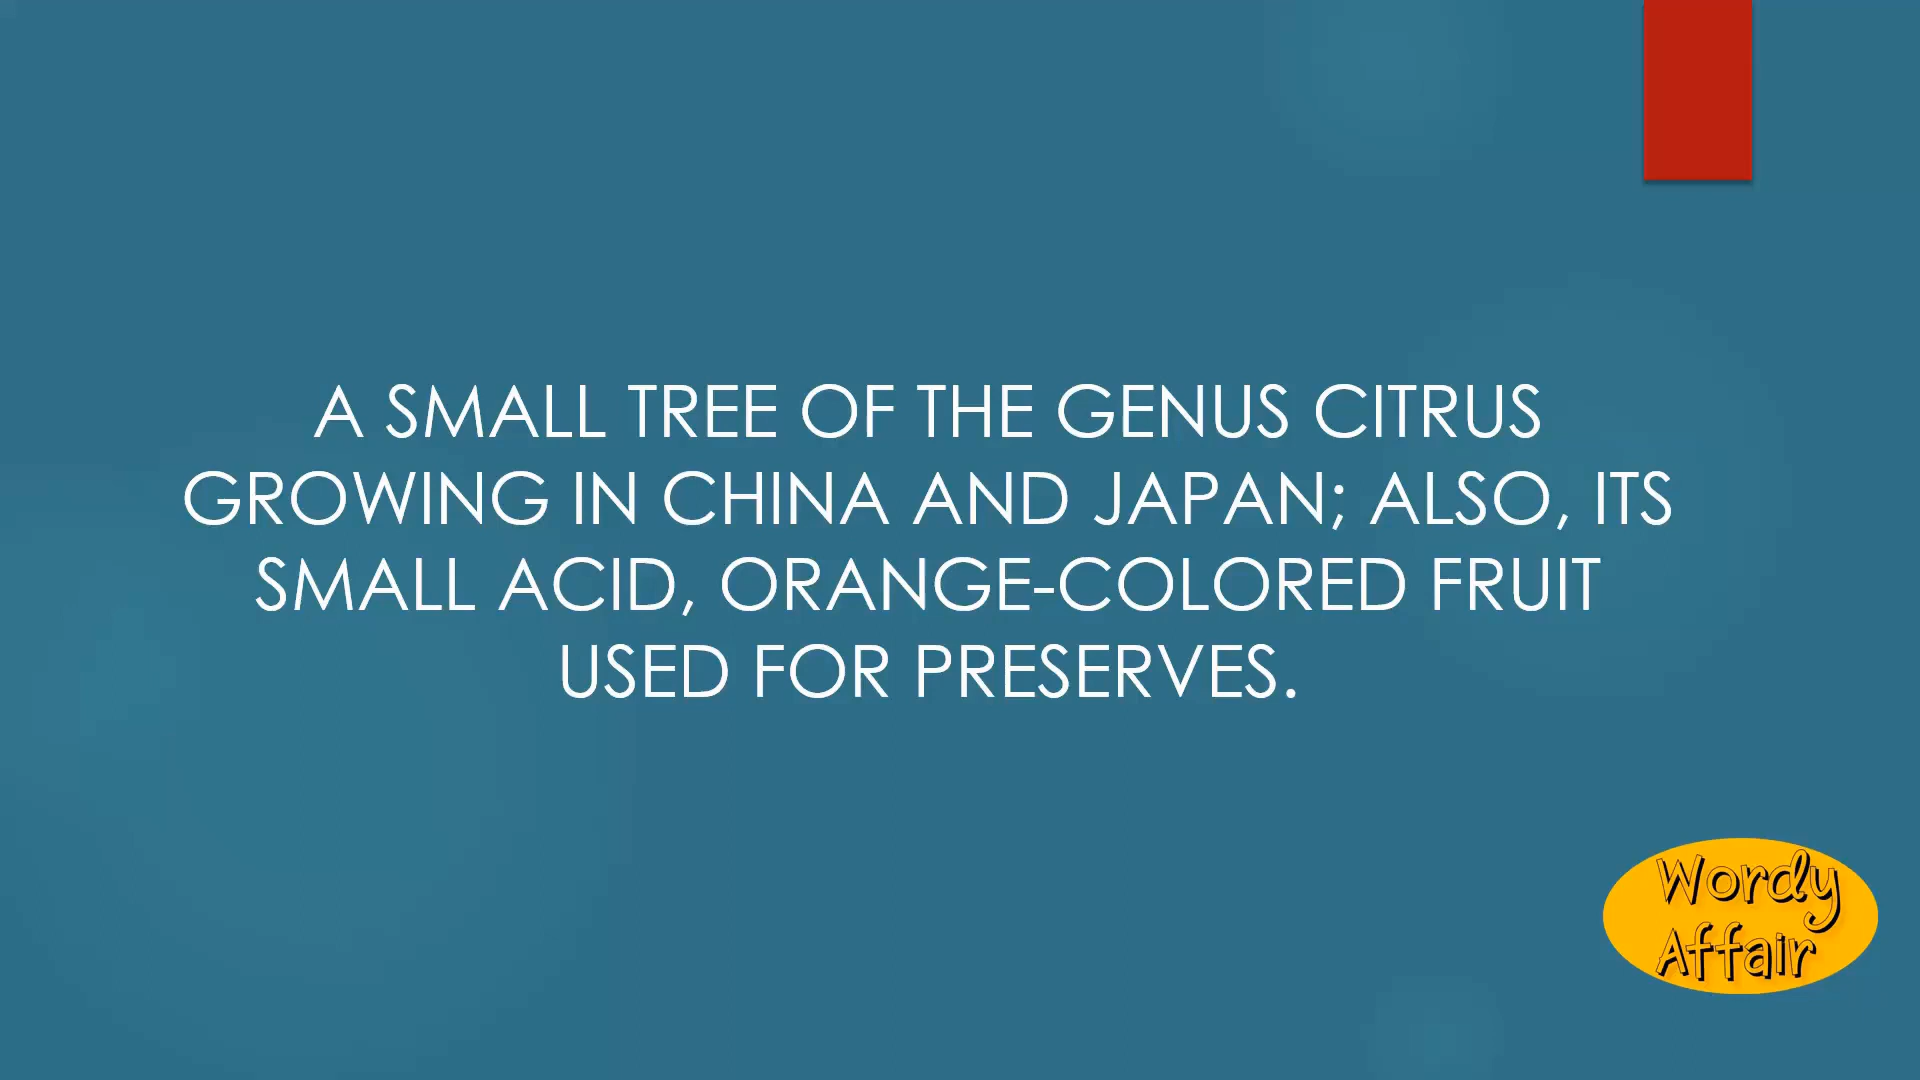 A SMALL TREE OF THE GENUS CITRUS
GROWING IN CHINA AND JAPAN; ALSO, ITS
SMALL ACID, ORANGE-COLORED FRUIT
USED FOR PRESERVES.
Wordy
Affair